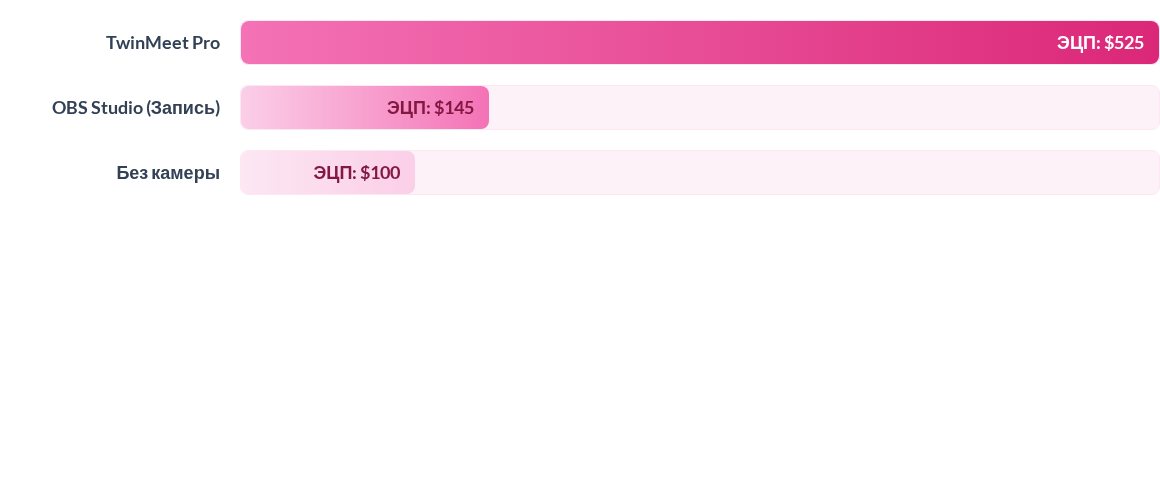 TwinMeet Pro ЭЦП: $525
OBS Studio (Запись) ЭЦП: $145
Без камеры ЭЦП: $100